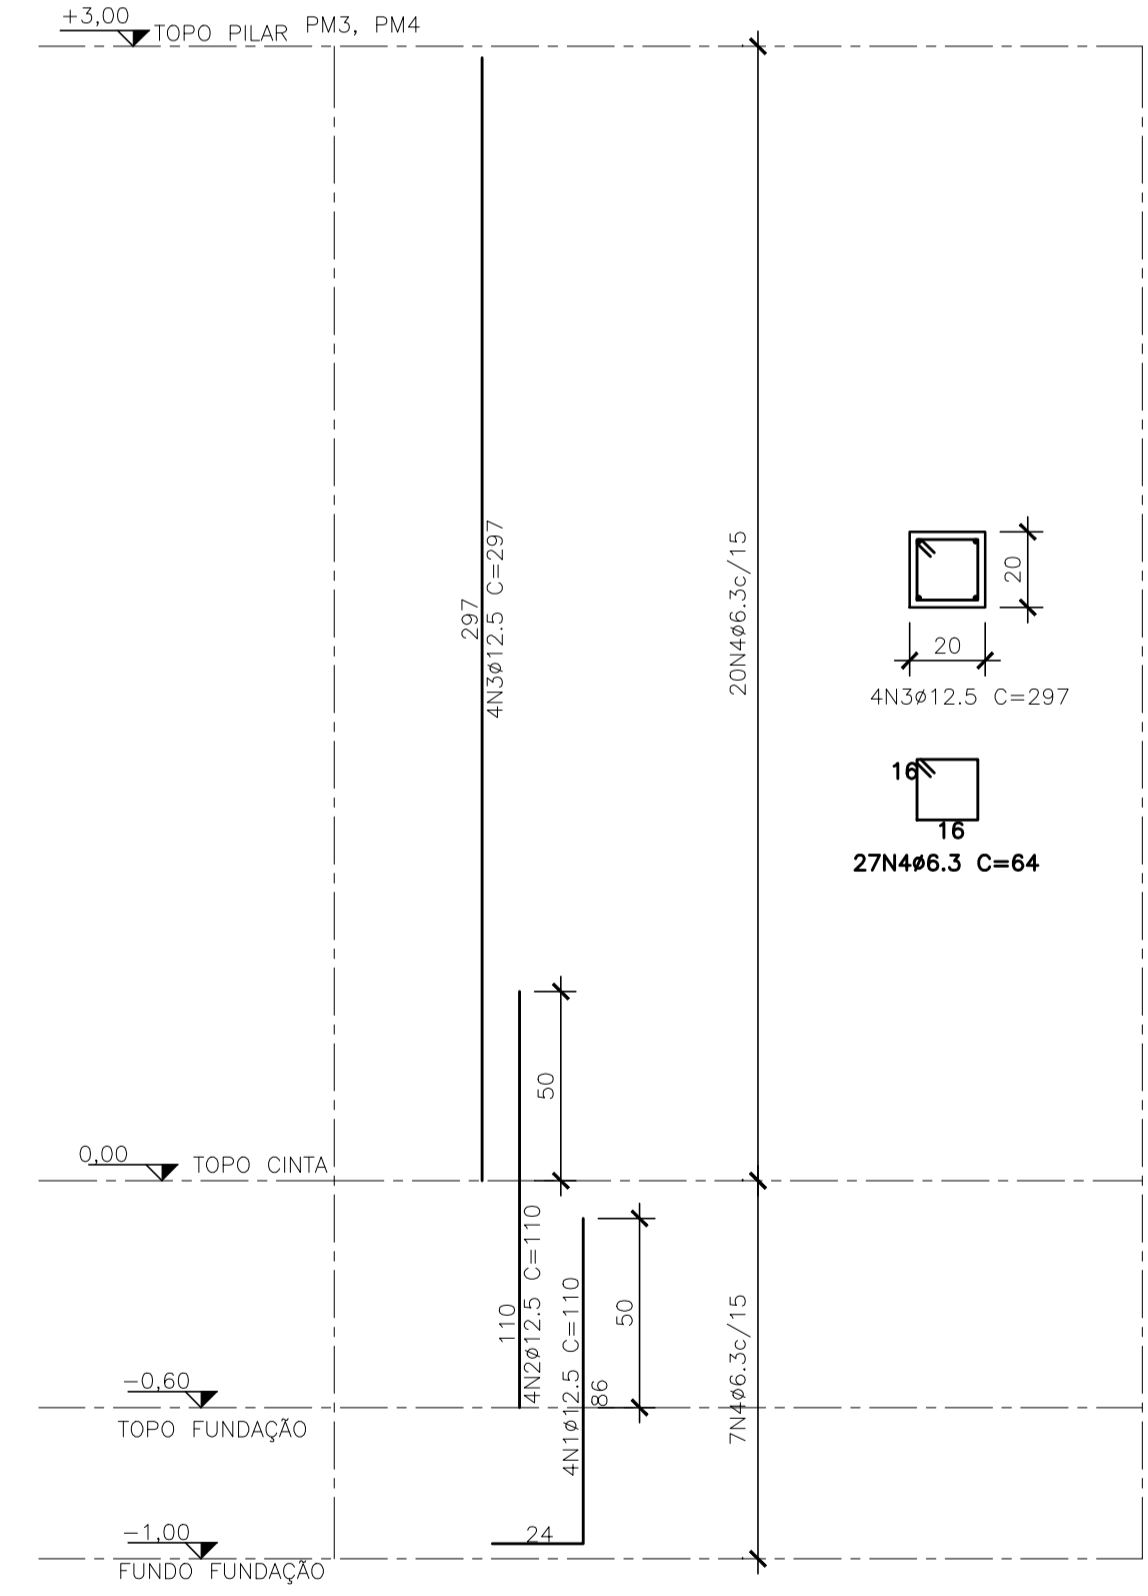 +3,00
TOPO PILAR PM3, PM4
297
4N3ø12.5 C=297
20N4ø6.3c/15
20
20
4N3ø12.5 C=297
16
16
27N4ø6.3 C=64
50
0,00
TOPO CINTA
110
4N2ø12.5 C=110
4N1ø12.5 C=110
86
50
7N4ø6.3c/15
-0,60
TOPO FUNDAÇÃO
24
-1,00
FUNDO FUNDAÇÃO